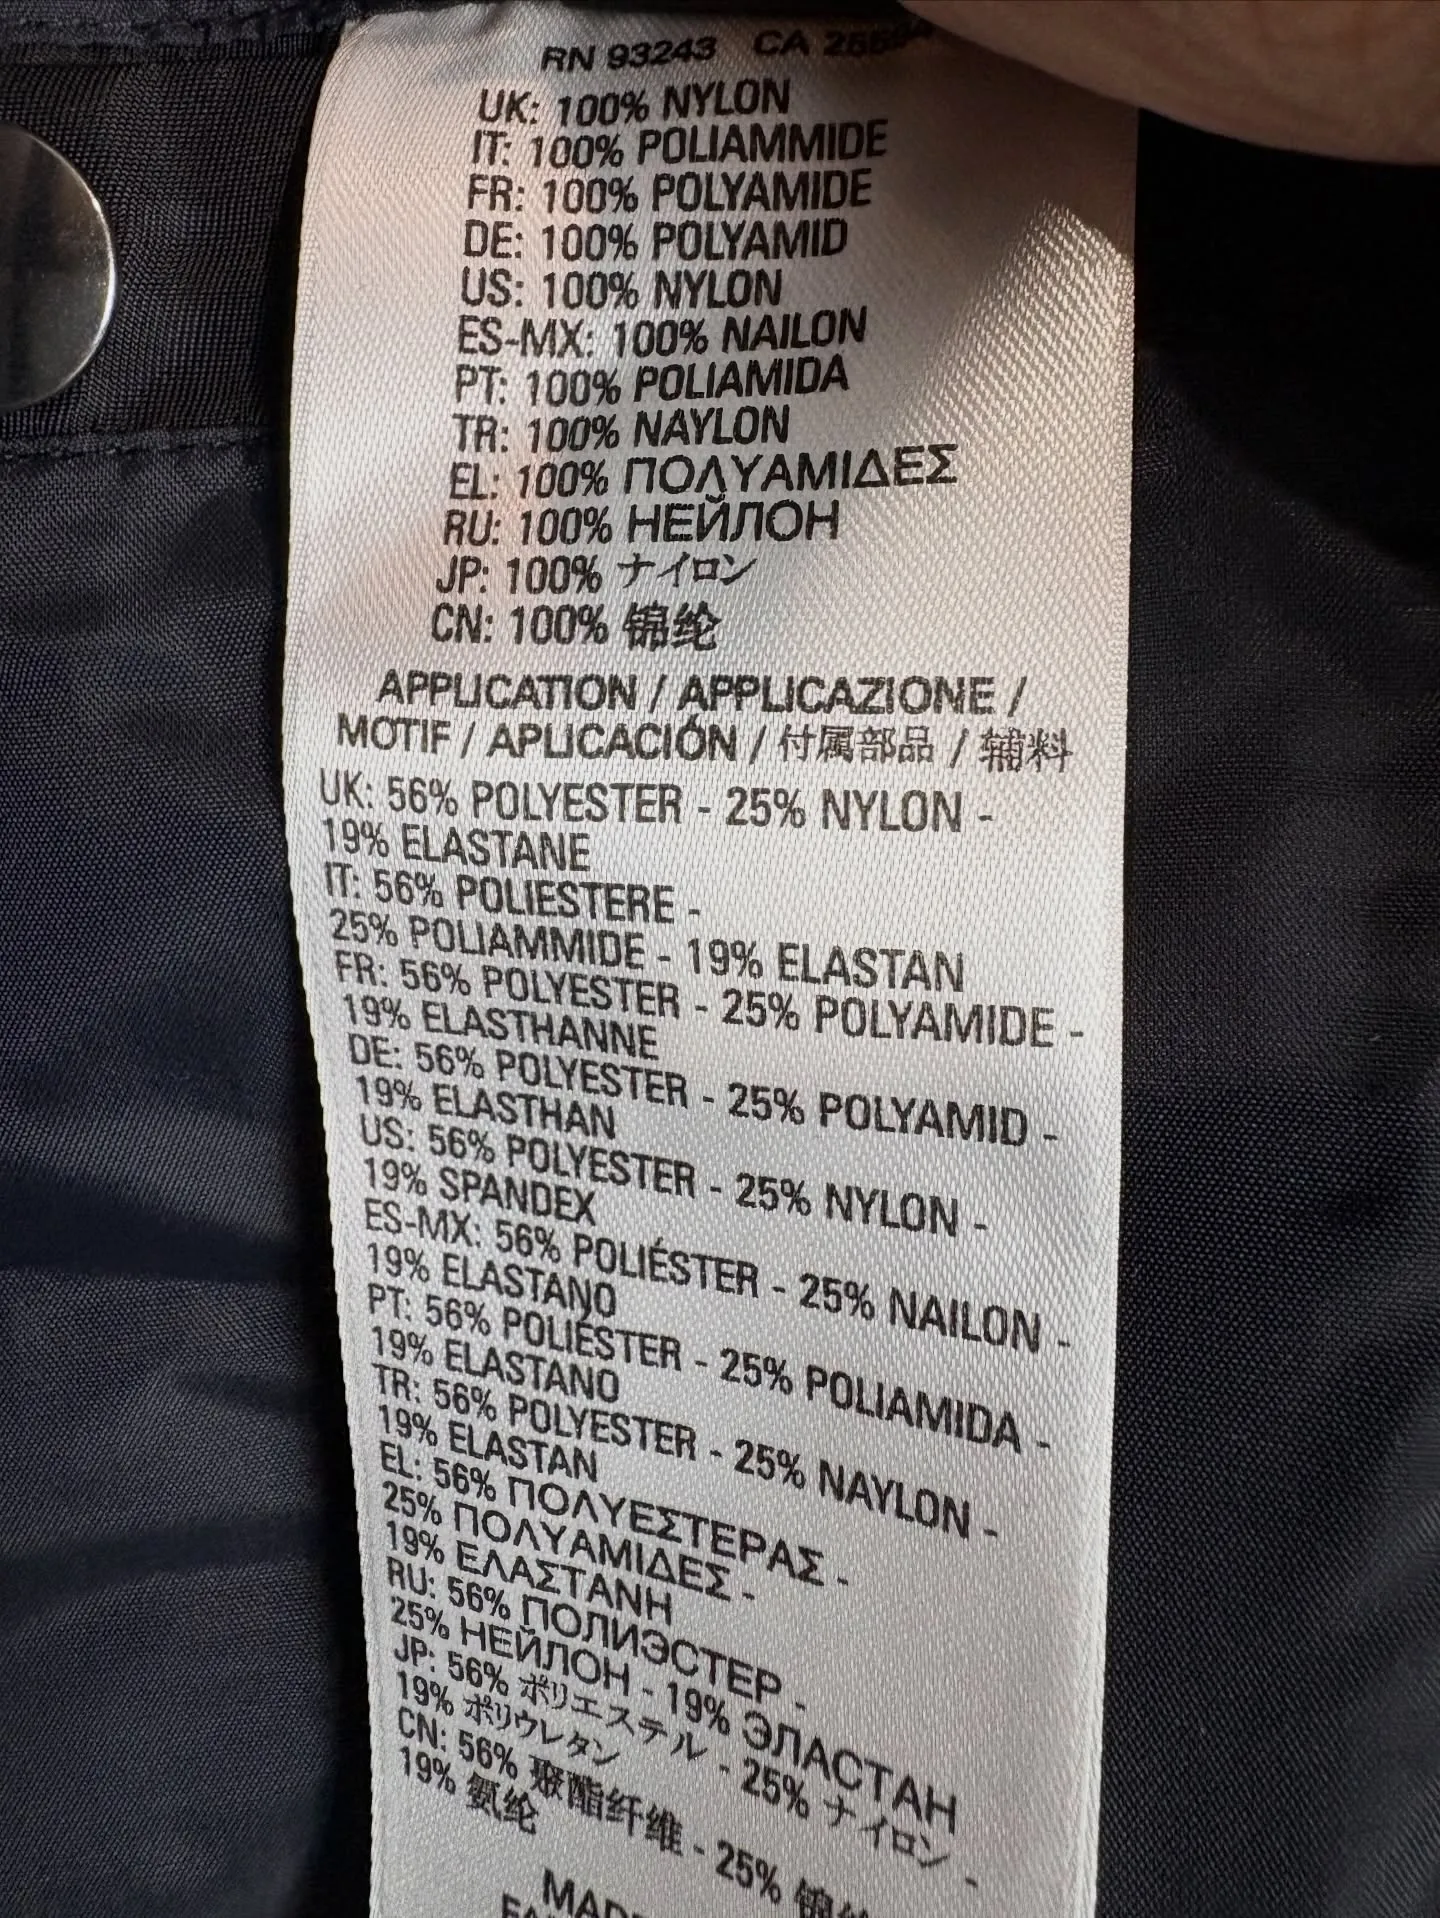 RN 93243 CA
UK: 100% NYLON
IT: 100% POLIAMMIDE
FR: 100% POLYAMIDE
DE: 100% POLYAMID
US: 100% NYLON
ES-MX: 100% NAILON
PT: 100% POLIAMIDA
TR: 100% NAYLON
EL: 100% ΠΟΛΥΑΜΙΔΕΣ
RU: 100% НЕЙЛОН
JP: 100% ナイロン
CN: 100% 锦纶
APPLICATION / APPLICAZIONE /
MOTIF / APLICACIÓN / 付属部品 / 辅料
UK: 56% POLYESTER - 25% NYLON -
19% ELASTANE
IT: 56% POLIESTERE -
25% POLIAMMIDE - 19% ELASTAN
FR: 56% POLYESTER - 25% POLYAMIDE -
19% ELASTHANNE
DE: 56% POLYESTER - 25% POLYAMID -
19% ELASTHAN
US: 56% POLYESTER - 25% NYLON -
19% SPANDEX
ES-MX: 56% POLIÉSTER - 25% NAILON -
19% ELASTANO
PT: 56% POLIÉSTER - 25% POLIAMIDA -
19% ELASTANO
TR: 56% POLYESTER - 25% NAYLON -
19% ELASTAN
EL: 56% ΠΟΛΥΕΣΤΕΡΑΣ -
25% ΠΟΛΥΑΜΙΔΕΣ -
19% ΕΛΑΣΤΑΝΗ
RU: 56% ПОЛИЭСТЕР -
25% НЕЙЛОН - 19% ЭЛАСТАН
JP: 56% ポリエステル - 25% ナイロン -
19% ポリウレタン
CN: 56% 聚酯纤维 - 25% 锦纶
19% 氨纶